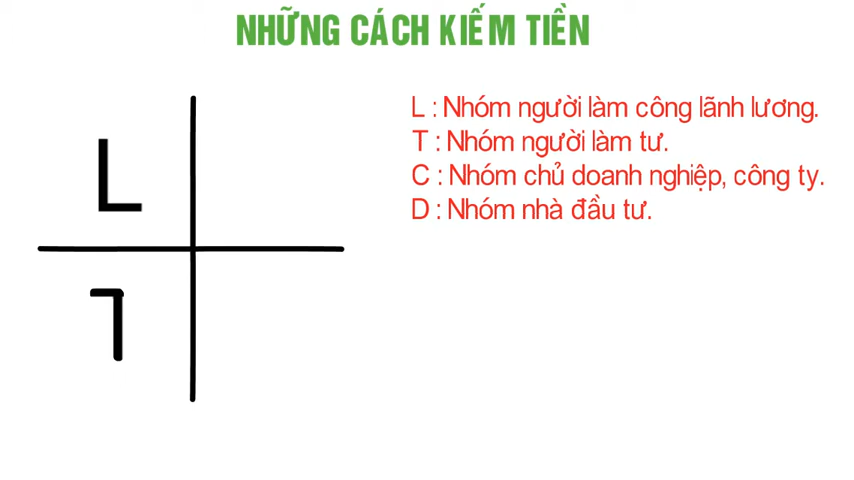 NHỮNG CÁCH KIẾM TIỀN
L : Nhóm người làm công lãnh lương.
T : Nhóm người làm tư.
C : Nhóm chủ doanh nghiệp, công ty.
D : Nhóm nhà đầu tư.
L